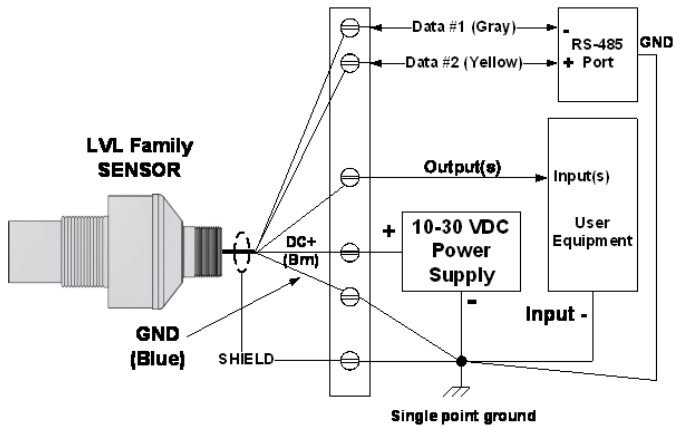 Data #1 (Gray)
-
RS-485
Port
GND
Data #2 (Yellow)
+
LVL Family
SENSOR
Output(s)
Input(s)
User
Equipment
DC+
(Brn)
+
10-30 VDC
Power
Supply
-
Input -
GND
(Blue)
SHIELD
Single point ground